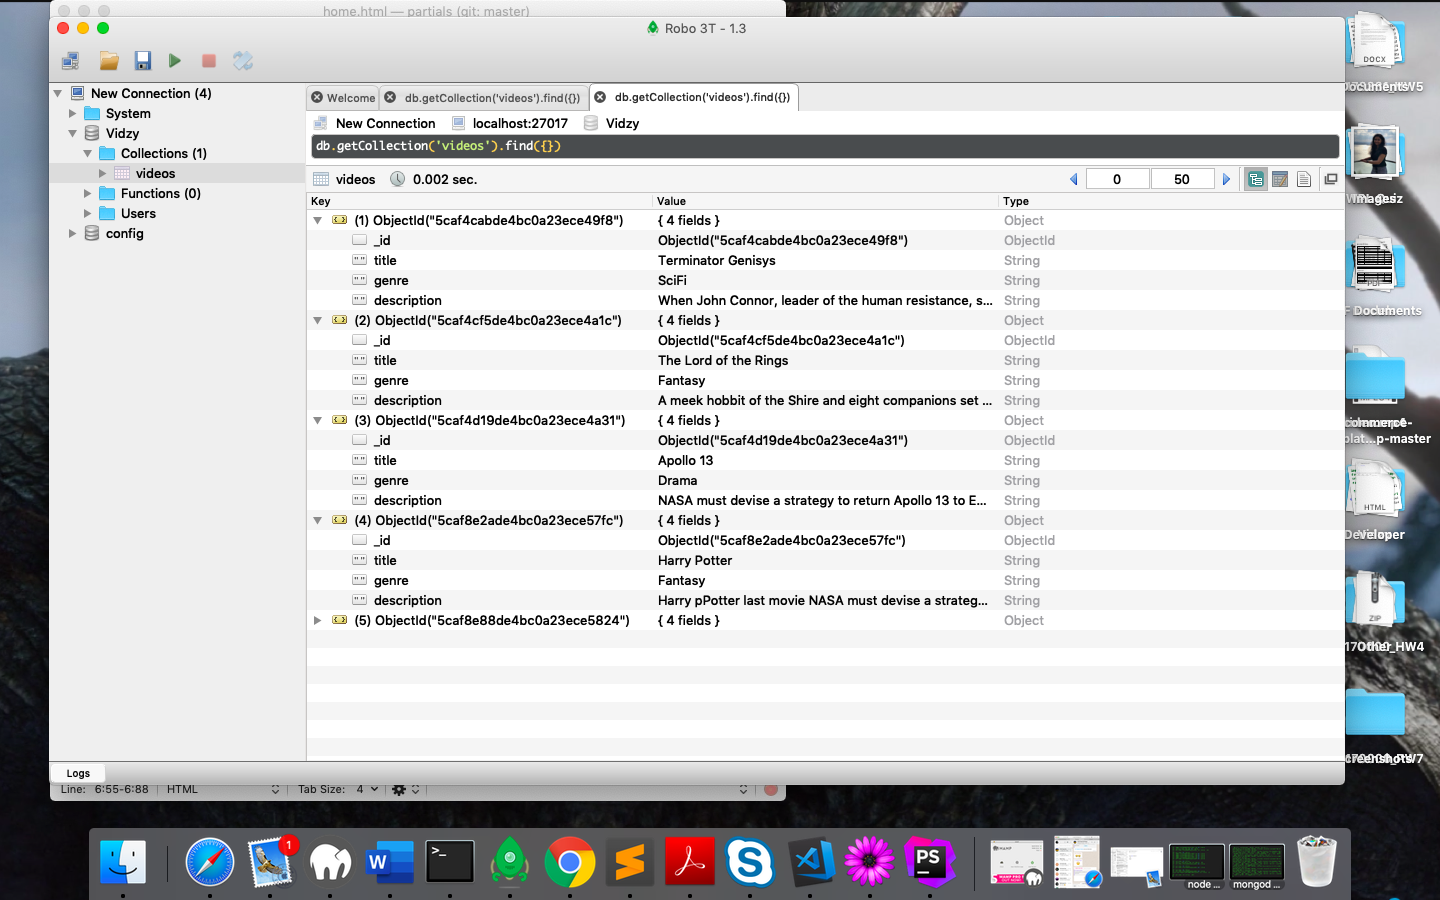 home.html — partials (git: master)
Robo 3T - 1.3
New Connection (4)
System
Vidzy
Collections (1)
videos
Functions (0)
Users
config
Welcome
db.getCollection('videos').find({})
db.getCollection('videos').find({})
New Connection localhost:27017 Vidzy
db.getCollection('videos').find({})
videos 0.002 sec. 0 50
Key Value Type
(1) ObjectId("5caf4cabde4bc0a23ece49f8") { 4 fields } Object
_id ObjectId("5caf4cabde4bc0a23ece49f8") ObjectId
title Terminator Genisys String
genre SciFi String
description When John Connor, leader of the human resistance, s... String
(2) ObjectId("5caf4cf5de4bc0a23ece4a1c") { 4 fields } Object
_id ObjectId("5caf4cf5de4bc0a23ece4a1c") ObjectId
title The Lord of the Rings String
genre Fantasy String
description A meek hobbit of the Shire and eight companions set ... String
(3) ObjectId("5caf4d19de4bc0a23ece4a31") { 4 fields } Object
_id ObjectId("5caf4d19de4bc0a23ece4a31") ObjectId
title Apollo 13 String
genre Drama String
description NASA must devise a strategy to return Apollo 13 to E... String
(4) ObjectId("5caf8e2ade4bc0a23ece57fc") { 4 fields } Object
_id ObjectId("5caf8e2ade4bc0a23ece57fc") ObjectId
title Harry Potter String
genre Fantasy String
description Harry pPotter last movie NASA must devise a strateg... String
(5) ObjectId("5caf8e88de4bc0a23ece5824") { 4 fields } Object
Logs
Line: 6:55-6:88 HTML Tab Size: 4
DOCX
PDF
Documents
HTML
ZIP
1
W
>_
PS
node ...
mongod ...